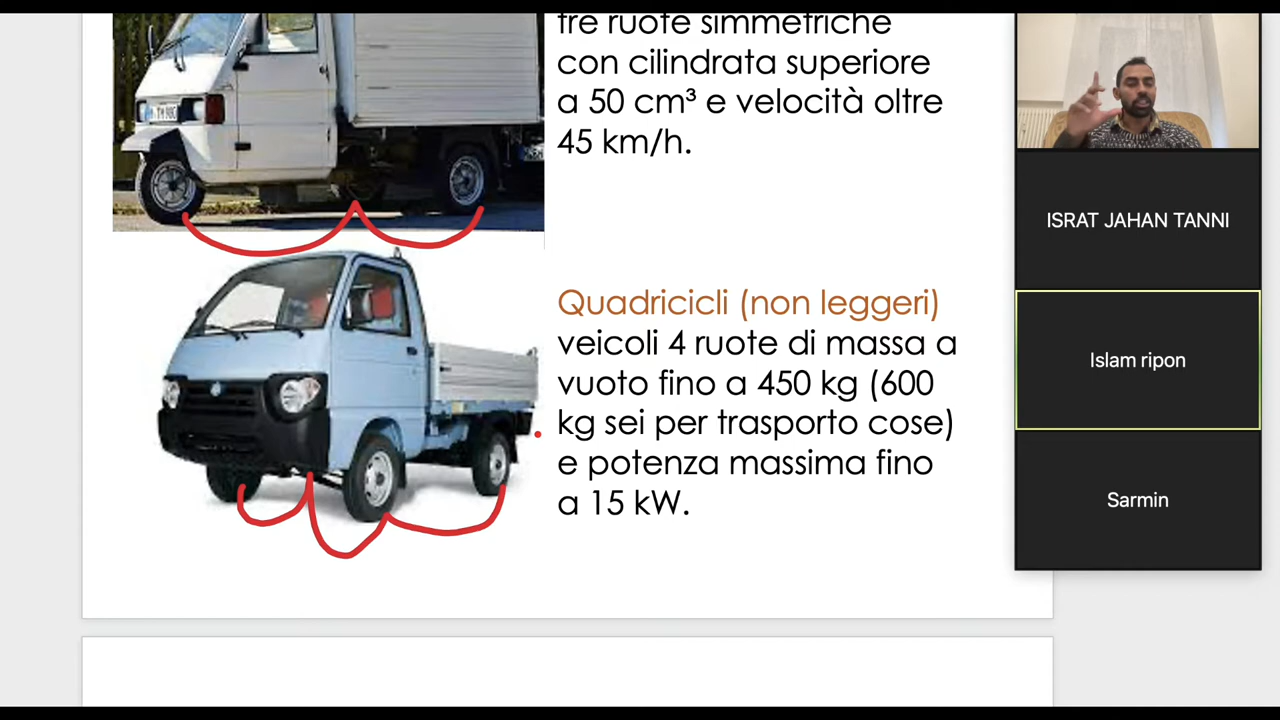 tre ruote simmetriche
con cilindrata superiore
a 50 cm³ e velocità oltre
45 km/h.
Quadricicli (non leggeri)
veicoli 4 ruote di massa a
vuoto fino a 450 kg (600
kg sei per trasporto cose)
e potenza massima fino
a 15 kW.
ISRAT JAHAN TANNI
Islam ripon
Sarmin